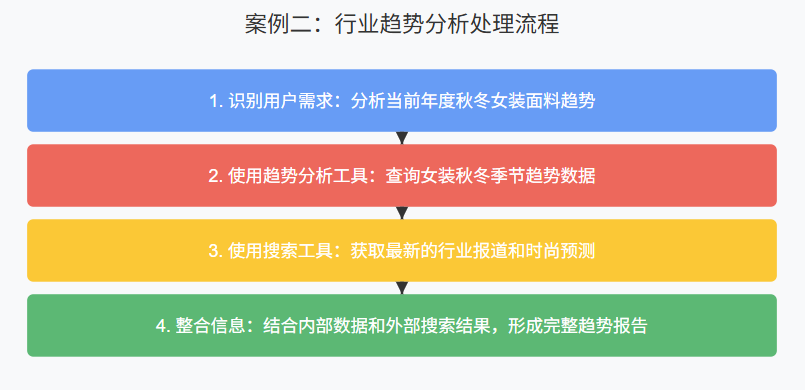 案例二：行业趋势分析处理流程
1. 识别用户需求：分析当前年度秋冬女装面料趋势
2. 使用趋势分析工具：查询女装秋冬季节趋势数据
3. 使用搜索工具：获取最新的行业报道和时尚预测
4. 整合信息：结合内部数据和外部搜索结果，形成完整趋势报告